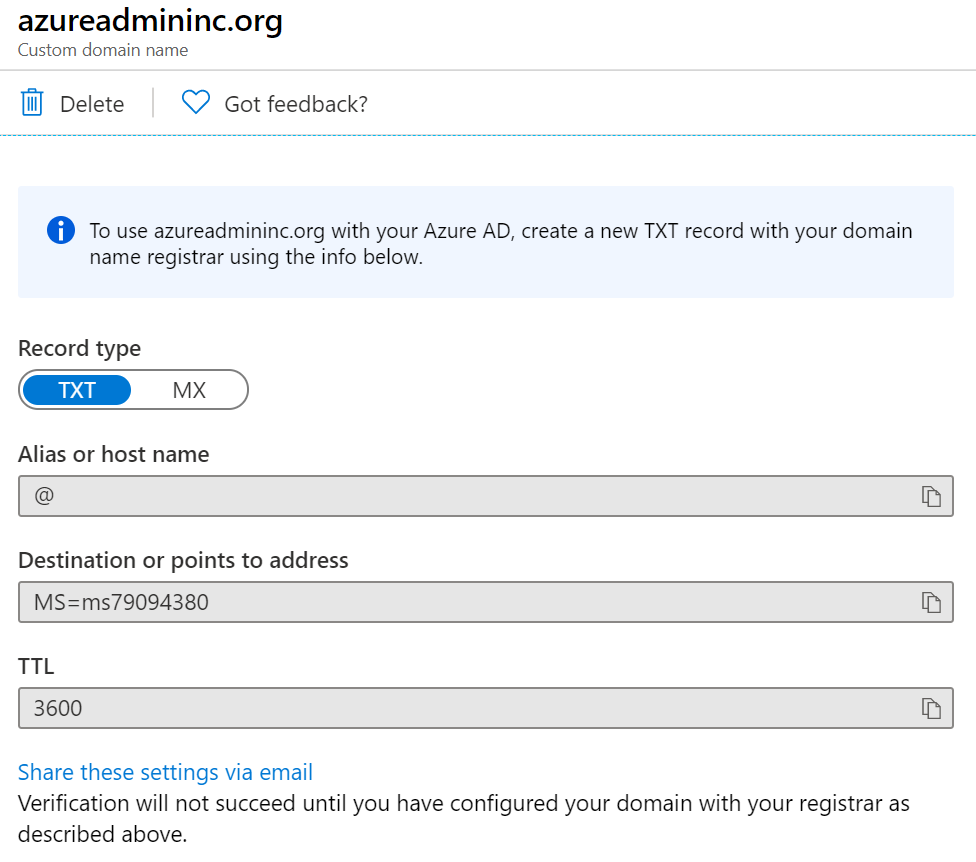 azureadmininc.org
Custom domain name
Delete
Got feedback?
To use azureadmininc.org with your Azure AD, create a new TXT record with your domain
name registrar using the info below.
Record type
TXT
MX
Alias or host name
@
Destination or points to address
MS=ms79094380
TTL
3600
Share these settings via email
Verification will not succeed until you have configured your domain with your registrar as
described above.